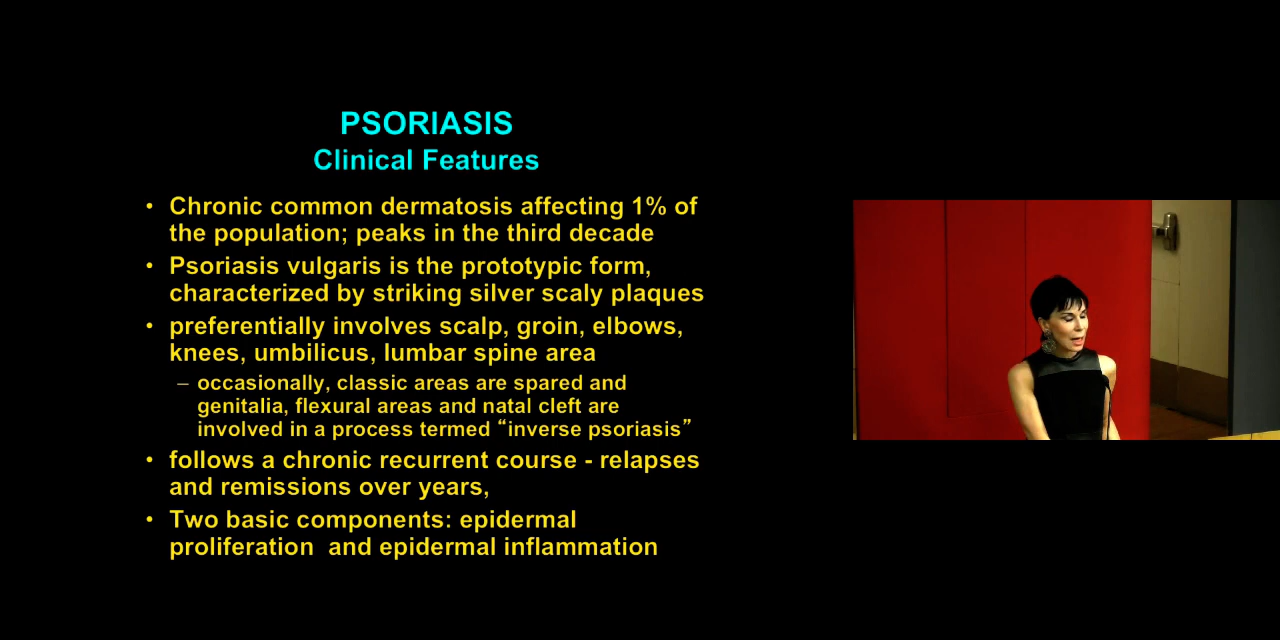 PSORIASIS
Clinical Features
• Chronic common dermatosis affecting 1% of
the population; peaks in the third decade
• Psoriasis vulgaris is the prototypic form,
characterized by striking silver scaly plaques
• preferentially involves scalp, groin, elbows,
knees, umbilicus, lumbar spine area
– occasionally, classic areas are spared and
genitalia, flexural areas and natal cleft are
involved in a process termed “inverse psoriasis”
• follows a chronic recurrent course - relapses
and remissions over years,
• Two basic components: epidermal
proliferation  and epidermal inflammation